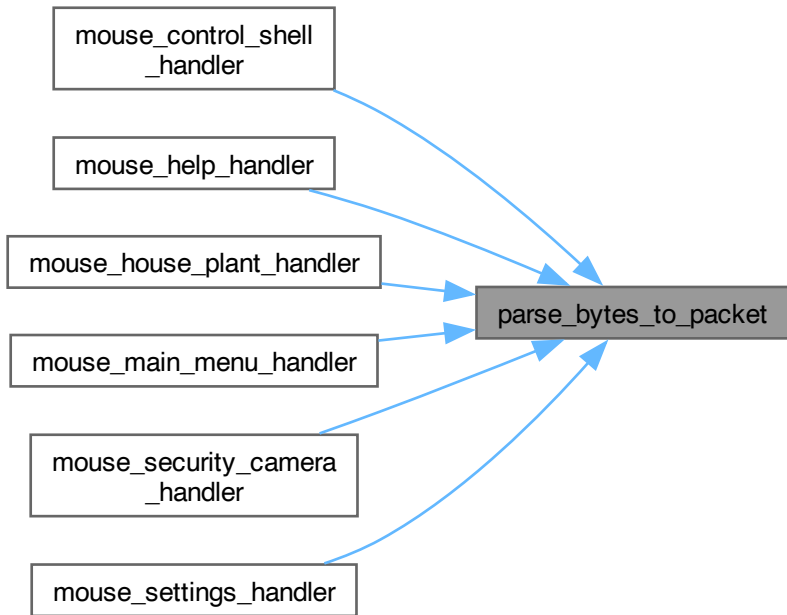 mouse_control_shell
_handler
mouse_help_handler
mouse_house_plant_handler
parse_bytes_to_packet
mouse_main_menu_handler
mouse_security_camera
_handler
mouse_settings_handler